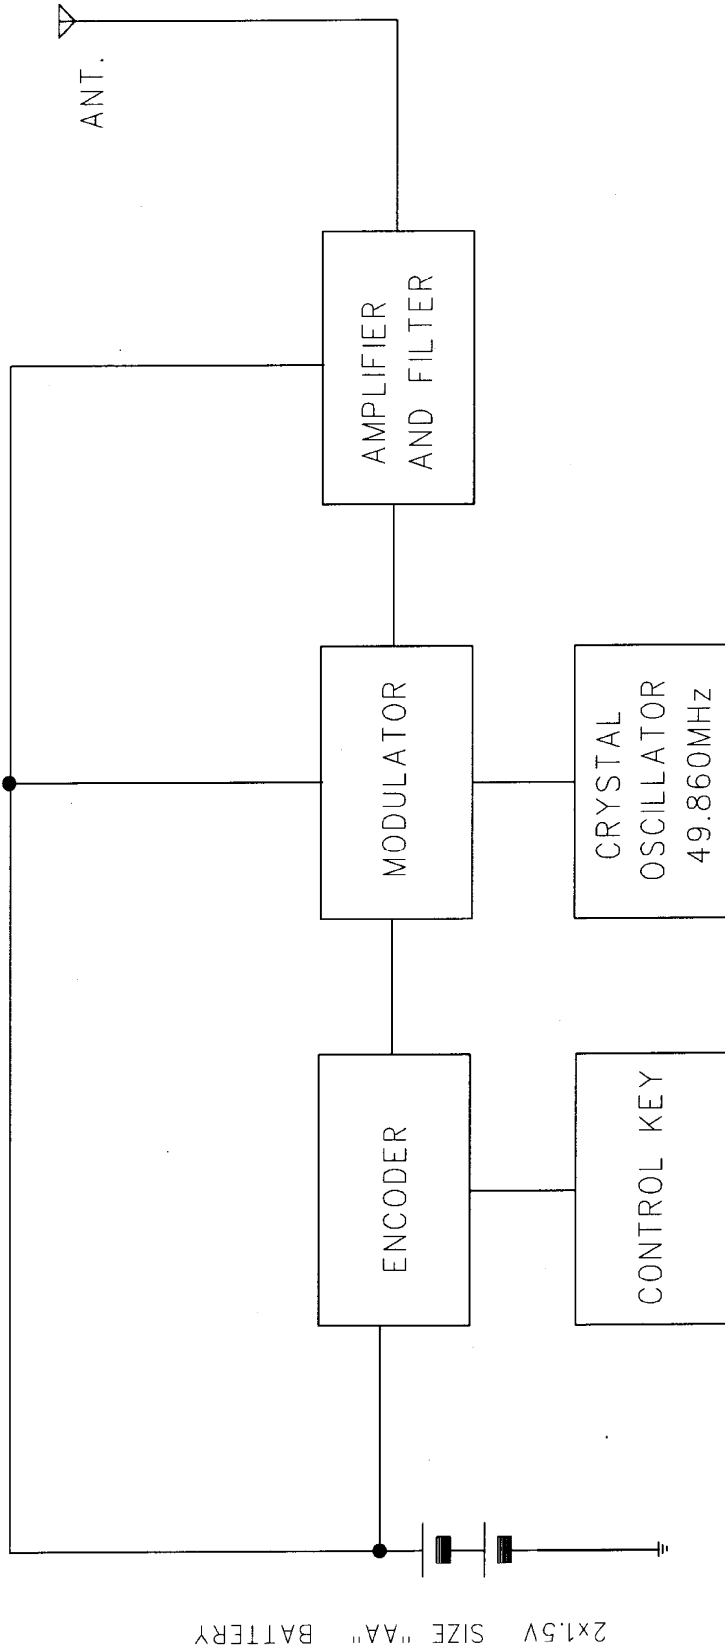 ANT.
AMPLIFIER
AND FILTER
MODULATOR
CRYSTAL
OSCILLATOR
49.860MHz
ENCODER
CONTROL KEY
2x1.5V SIZE "AA" BATTERY